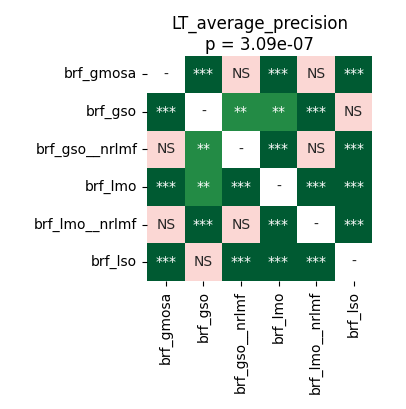 LT_average_precision
p = 3.09e-07
brf_gmosa - *** NS *** NS ***
brf_gso *** - ** ** *** NS
brf_gso__nrlmf NS ** - *** NS ***
brf_lmo *** ** *** - *** ***
brf_lmo__nrlmf NS *** NS *** - ***
brf_lso *** NS *** *** *** -
brf_gmosa
brf_gso
brf_gso__nrlmf
brf_lmo
brf_lmo__nrlmf
brf_lso